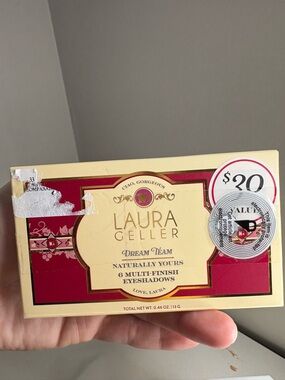 CIAO, GORGEOUS
LAURA
GELLER
DREAM TEAM
NATURALLY YOURS
6 MULTI-FINISH
EYESHADOWS
LOVE, LAURA
TOTAL NET WT. 0.46 OZ. | 13 G
$20
VALUE